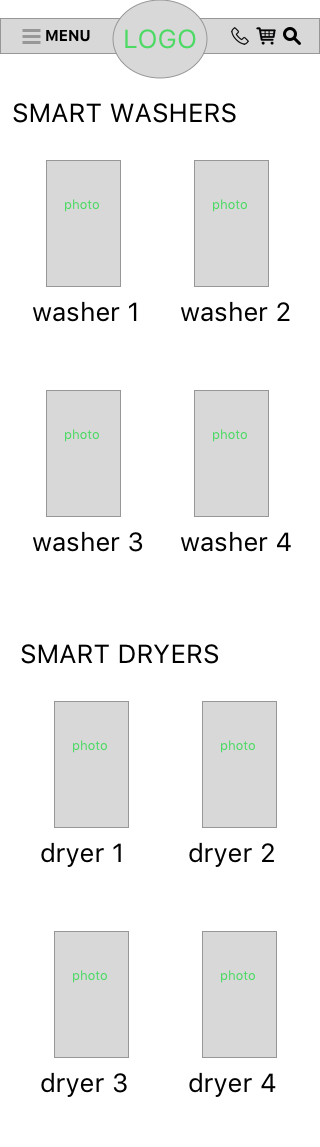 MENU
LOGO
SMART WASHERS
photo photo
washer 1 washer 2
photo photo
washer 3 washer 4
SMART DRYERS
photo photo
dryer 1 dryer 2
photo photo
dryer 3 dryer 4